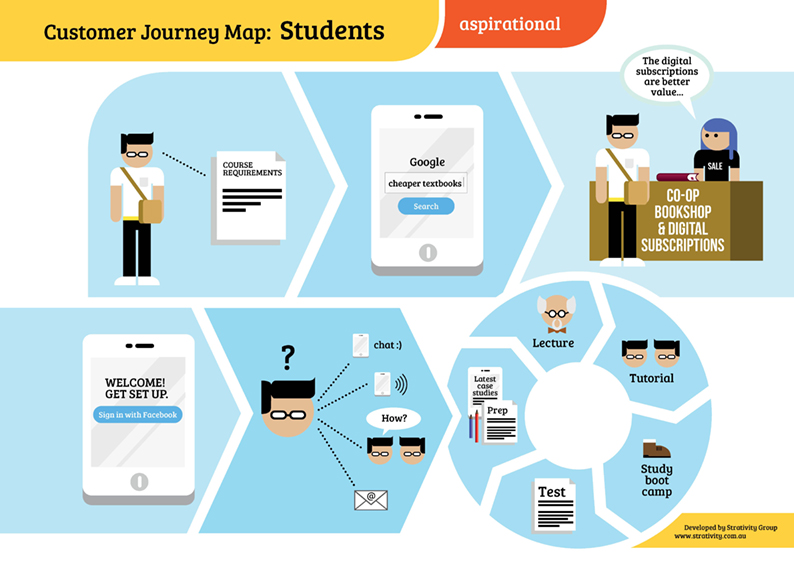 Customer Journey Map: Students
aspirational
The digital
subscriptions
are better
value...
COURSE
REQUIREMENTS
Google
cheaper textbooks
Search
SALE
CO-OP
BOOKSHOP
& DIGITAL
SUBSCRIPTIONS
WELCOME!
GET SET UP.
Sign in with Facebook
?
chat :)
How?
@
Lecture
Tutorial
Study
boot
camp
Test
Latest
case
studies
Prep
Developed by Strativity Group
www.strativity.com.au